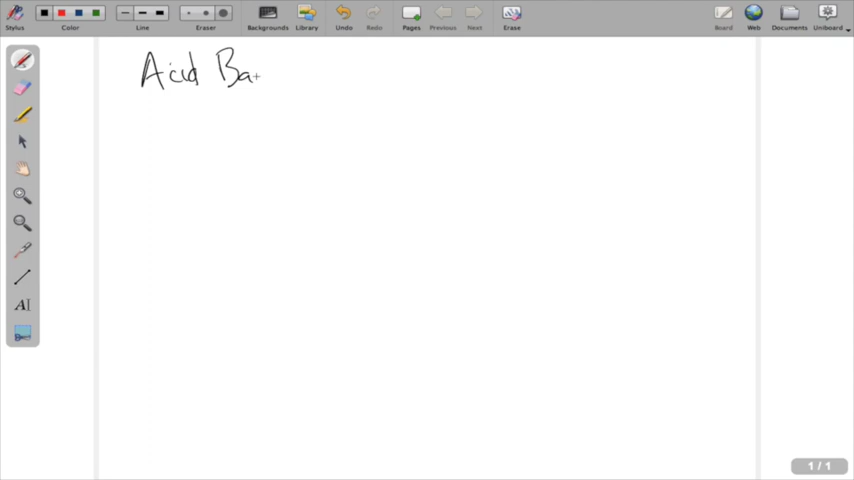 Stylus Color Line Eraser Backgrounds Library Undo Redo Pages Previous Next Erase Board Web Documents Uniboard
Acid Ba
AI
1 / 1